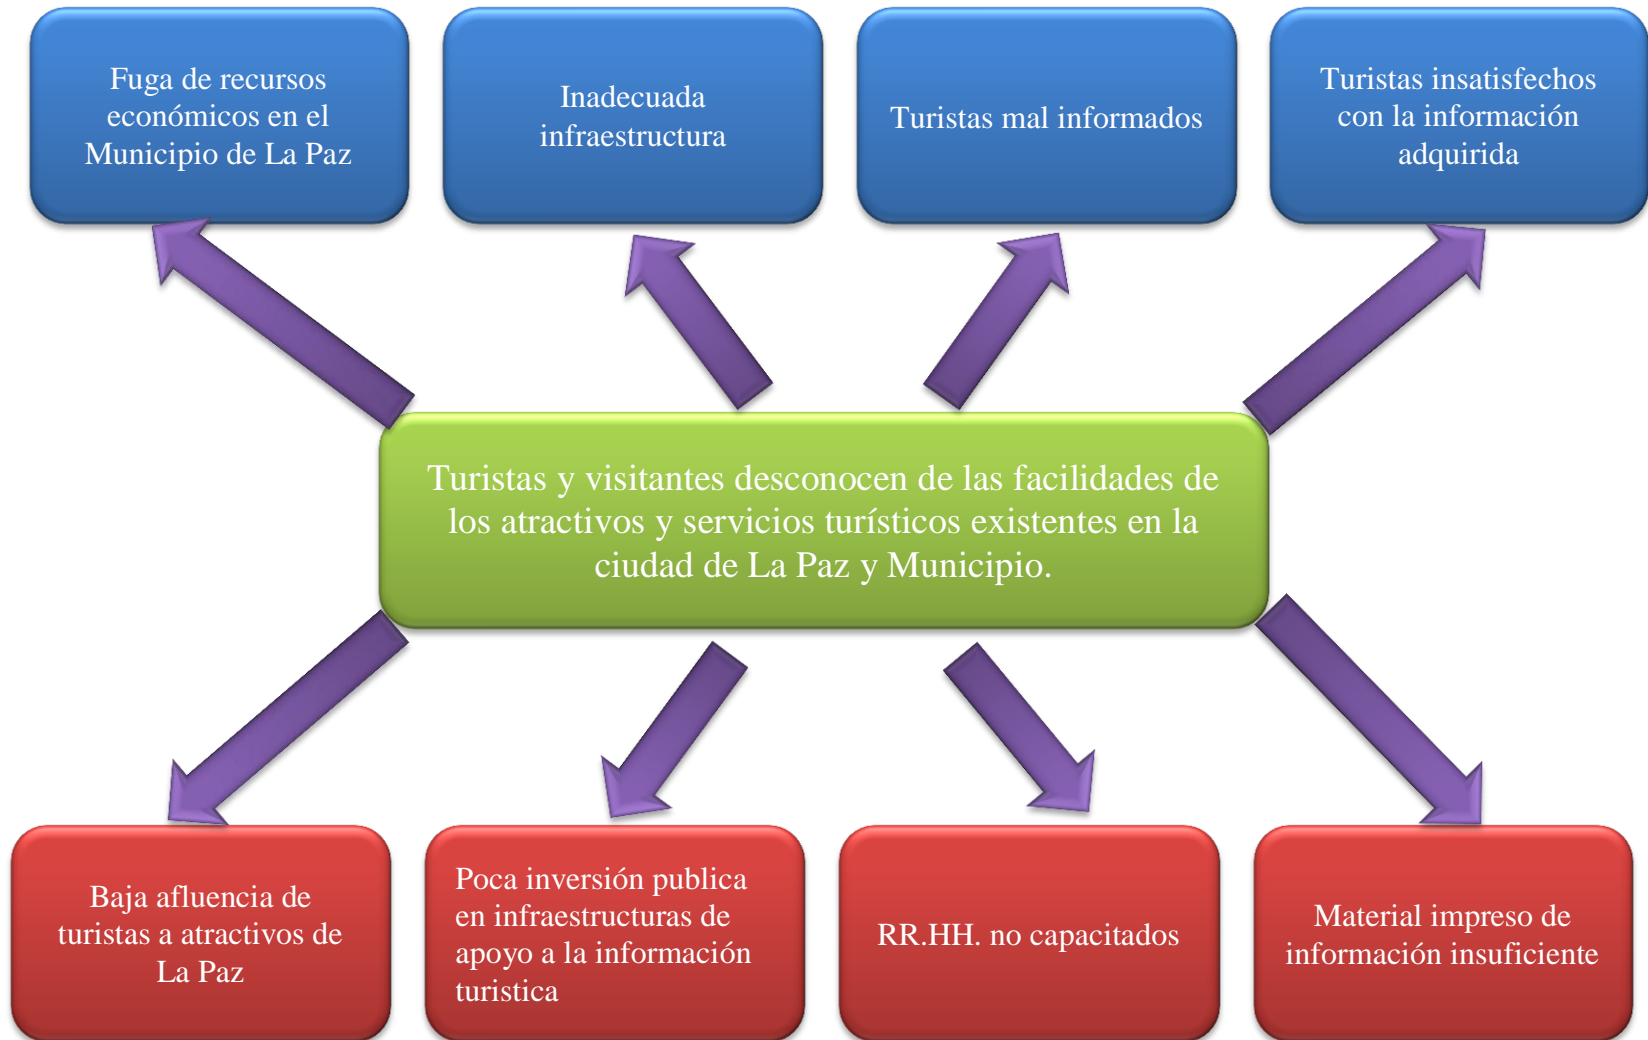 Fuga de recursos
económicos en el
Municipio de La Paz
Inadecuada
infraestructura
Turistas mal informados
Turistas insatisfechos
con la información
adquirida
Turistas y visitantes desconocen de las facilidades de
los atractivos y servicios turísticos existentes en la
ciudad de La Paz y Municipio.
Baja afluencia de
turistas a atractivos de
La Paz
Poca inversión publica
en infraestructuras de
apoyo a la información
turistica
RR.HH. no capacitados
Material impreso de
información insuficiente